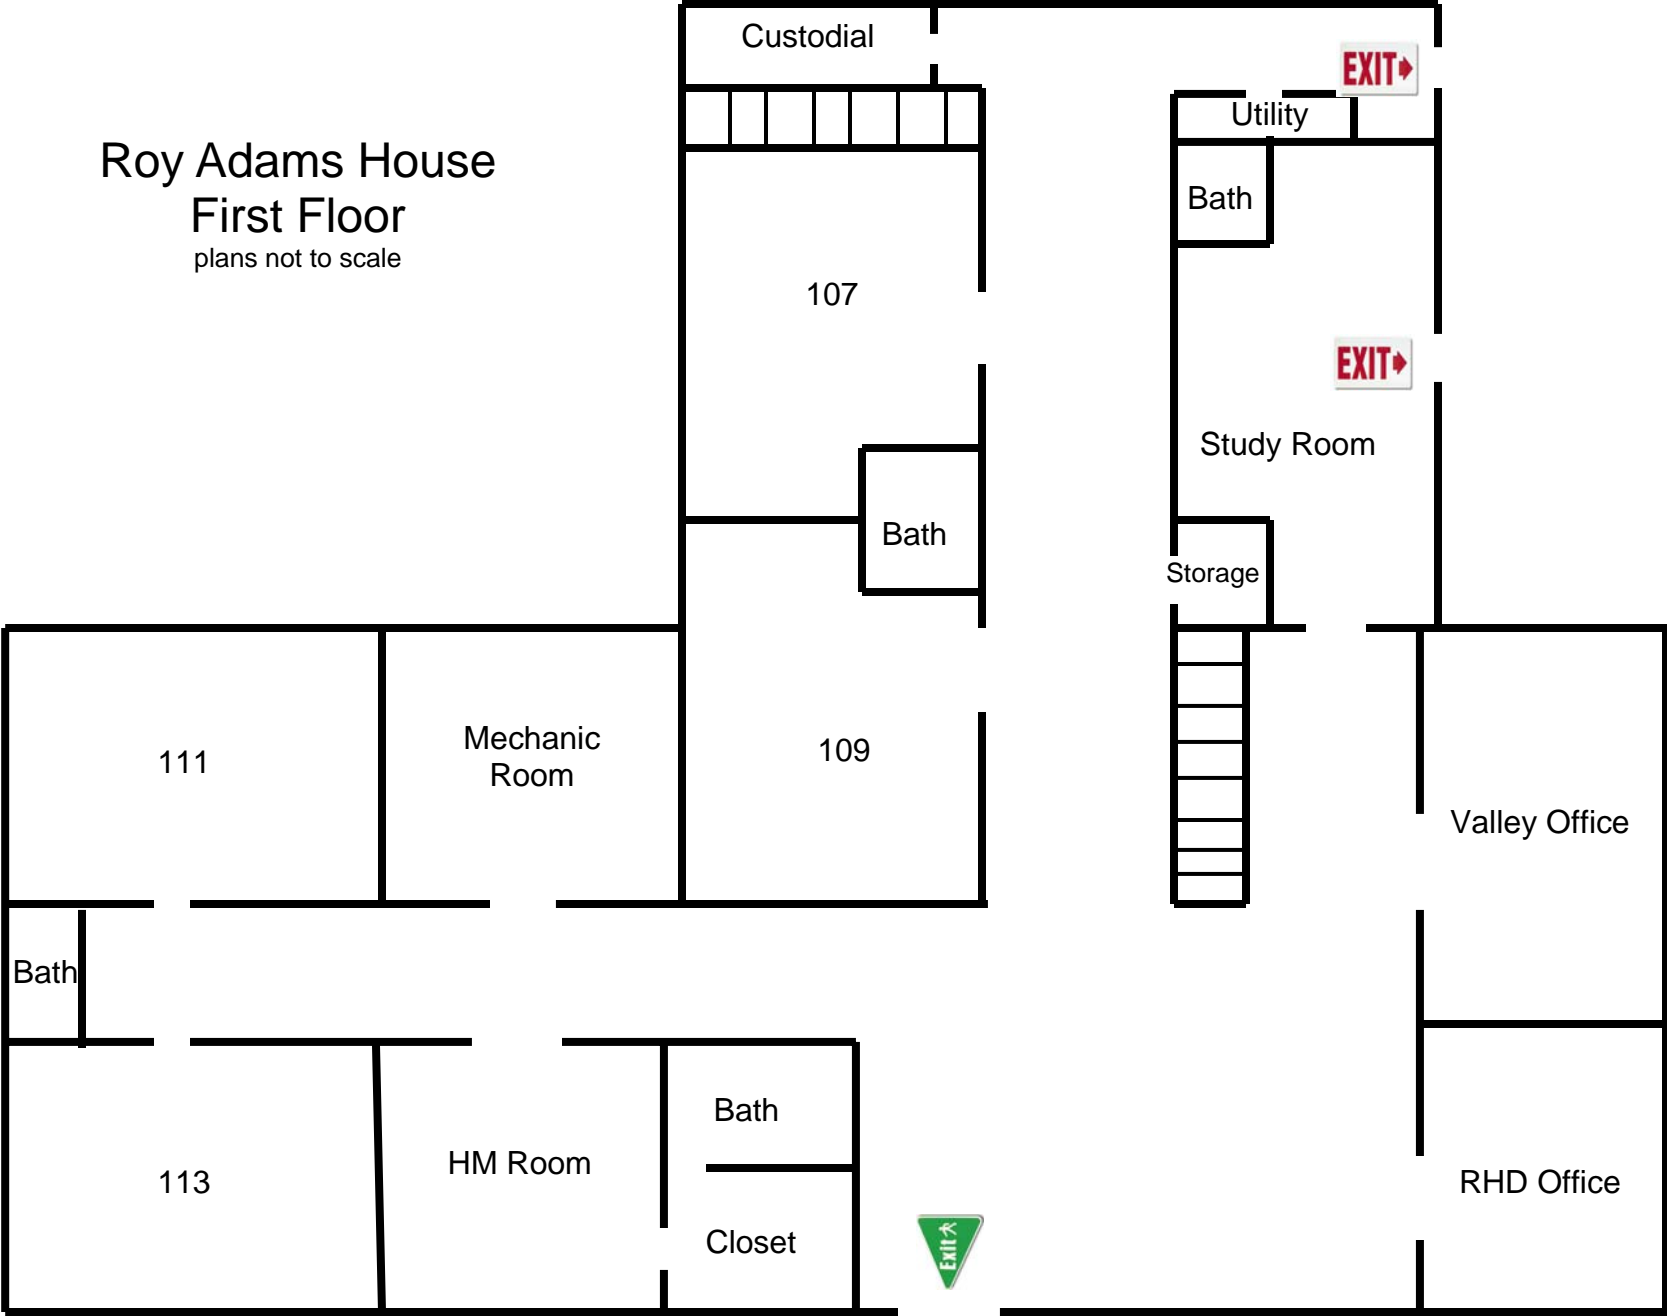 Custodial
EXIT
Utility
Roy Adams House
First Floor
plans not to scale
Bath
107
EXIT
Study Room
Bath
Storage
Mechanic
Room
111
109
Valley Office
Bath
Bath
HM Room
113
RHD Office
Closet
Exit